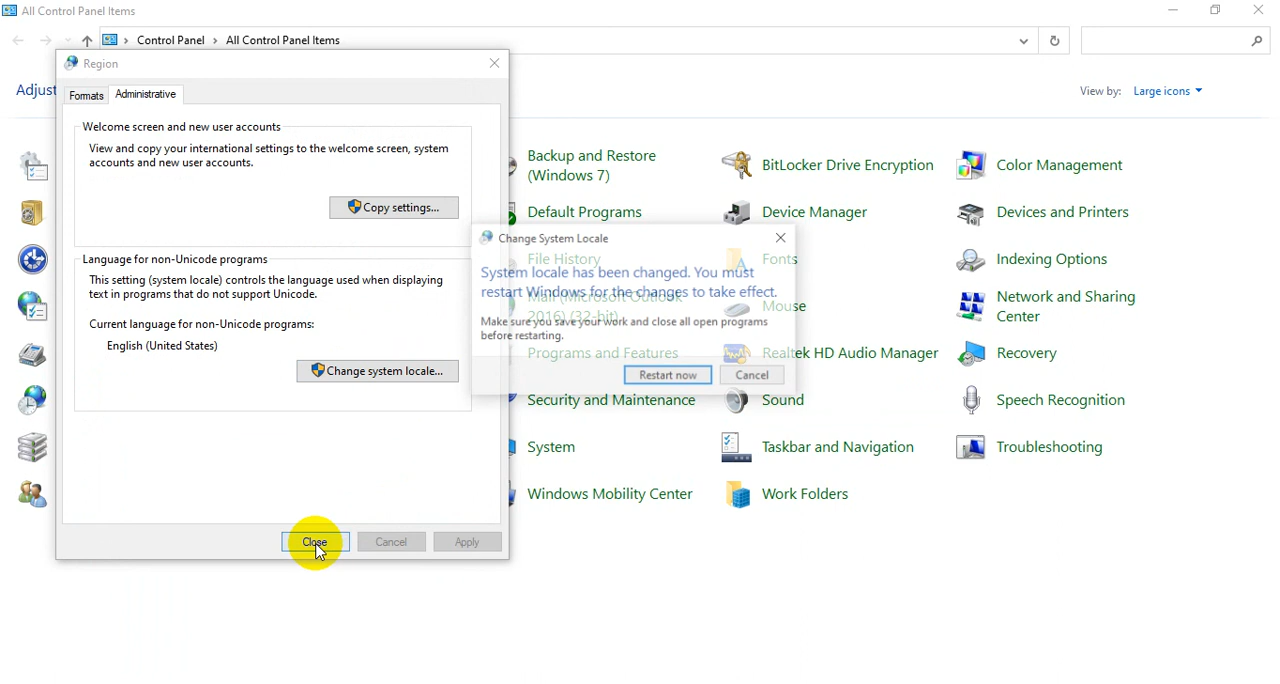 All Control Panel Items
Control Panel > All Control Panel Items
Region
Adjust
View by: Large icons
Formats
Administrative
Welcome screen and new user accounts
View and copy your international settings to the welcome screen, system
accounts and new user accounts.
Copy settings...
Language for non-Unicode programs
This setting (system locale) controls the language used when displaying
text in programs that do not support Unicode.
Current language for non-Unicode programs:
English (United States)
Change system locale...
Close
Cancel
Apply
Change System Locale
System locale has been changed. You must
restart Windows for the changes to take effect.
Make sure you save your work and close all open programs
before restarting.
Restart now
Cancel
Backup and Restore
(Windows 7)
BitLocker Drive Encryption
Color Management
Default Programs
Device Manager
Devices and Printers
File History
Fonts
Indexing Options
Mail (Microsoft Outlook
2016) (32-bit)
Mouse
Network and Sharing
Center
Programs and Features
Realtek HD Audio Manager
Recovery
Security and Maintenance
Sound
Speech Recognition
System
Taskbar and Navigation
Troubleshooting
Windows Mobility Center
Work Folders